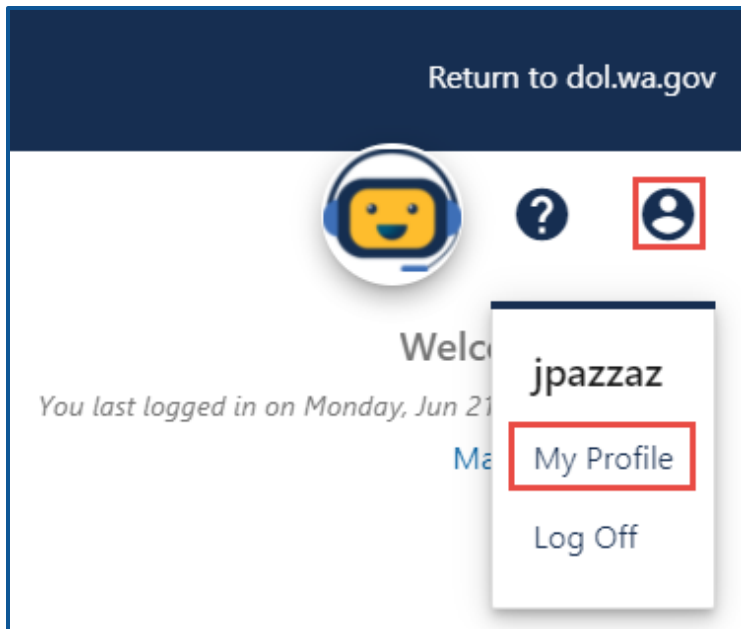 Return to dol.wa.gov
?
Welc
You last logged in on Monday, Jun 21
Ma
jpazzaz
My Profile
Log Off